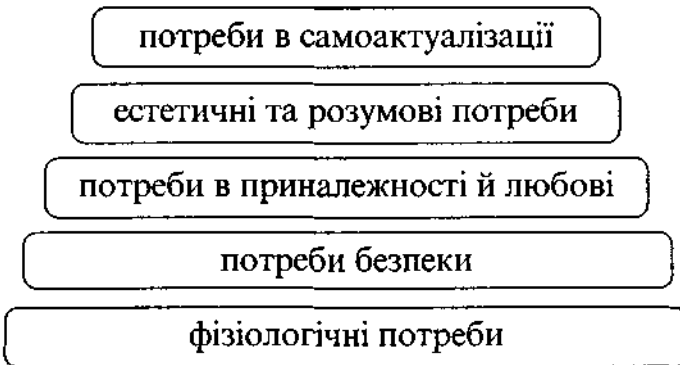 потреби в самоактуалізації
естетичні та розумові потреби
потреби в приналежності й любові
потреби безпеки
фізіологічні потреби